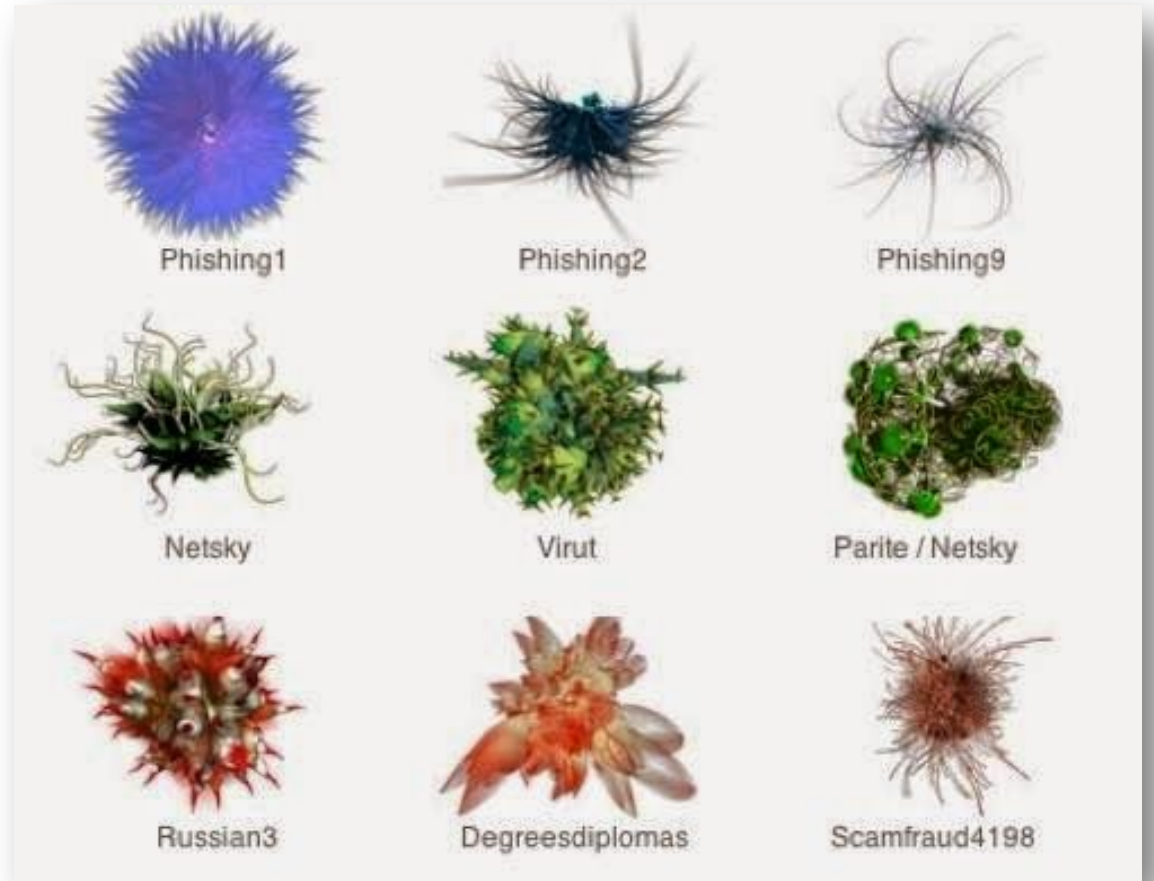 Phishing1
Phishing2
Phishing9
Netsky
Virut
Parite / Netsky
Russian3
Degreesdiplomas
Scamfraud4198